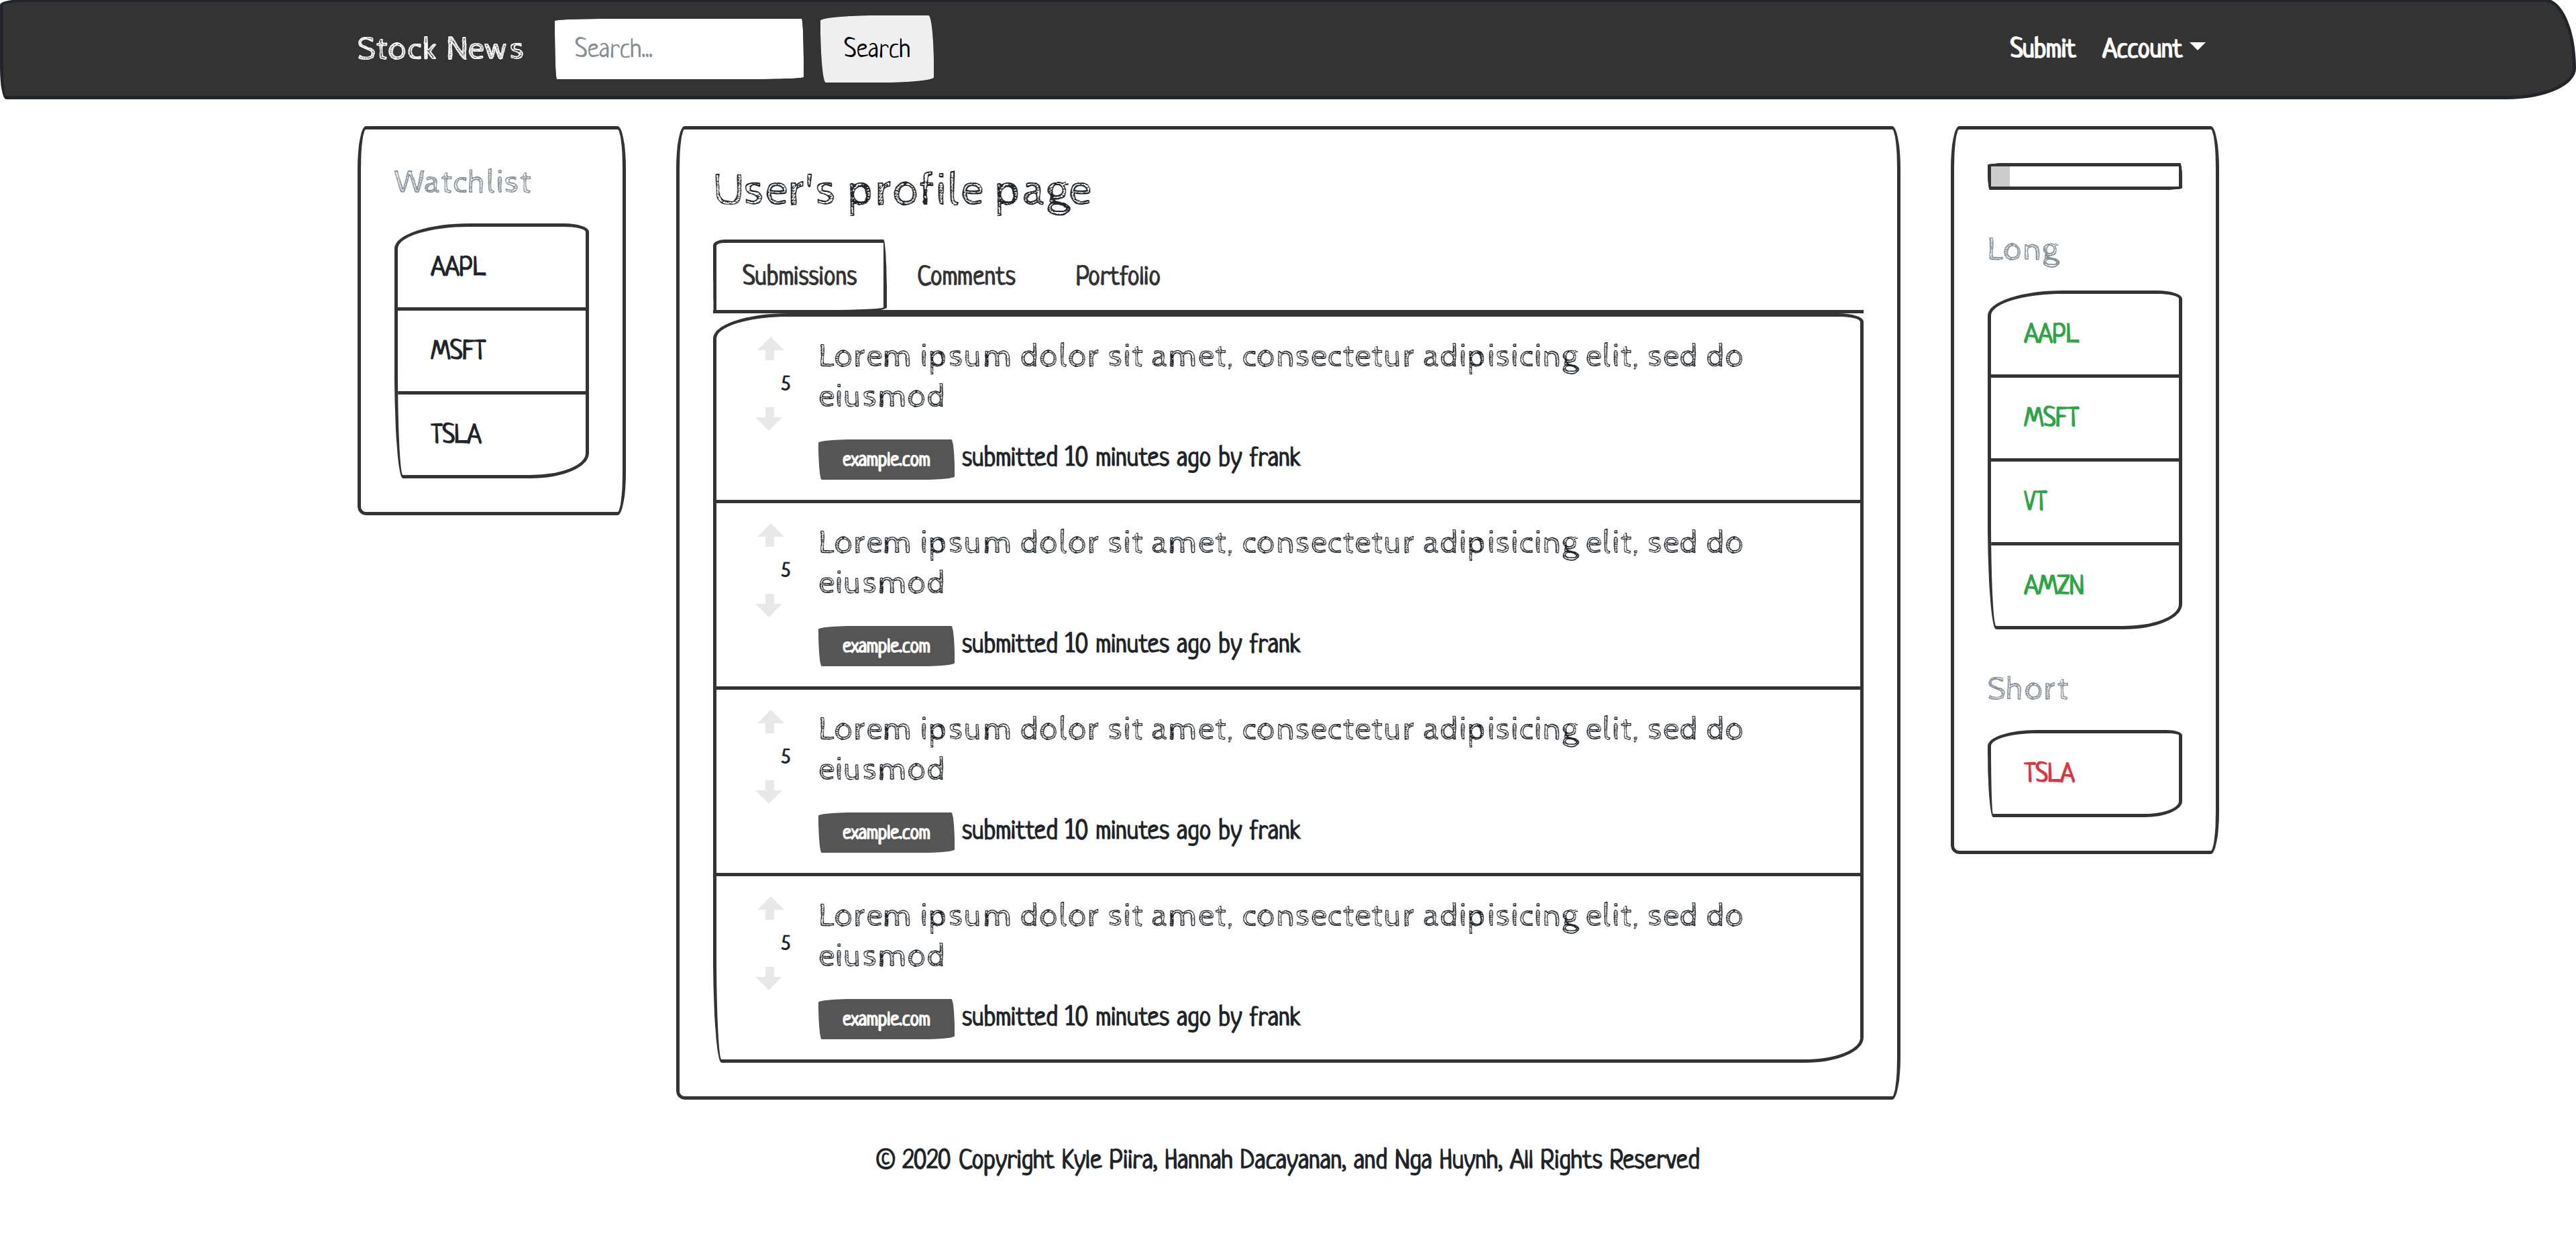 Stock News
Search...
Search
Submit
Account
Watchlist
AAPL
MSFT
TSLA
User's profile page
Submissions
Comments
Portfolio
Lorem ipsum dolor sit amet, consectetur adipisicing elit, sed do
eiusmod
5
example.com submitted 10 minutes ago by frank
Lorem ipsum dolor sit amet, consectetur adipisicing elit, sed do
eiusmod
5
example.com submitted 10 minutes ago by frank
Lorem ipsum dolor sit amet, consectetur adipisicing elit, sed do
eiusmod
5
example.com submitted 10 minutes ago by frank
Lorem ipsum dolor sit amet, consectetur adipisicing elit, sed do
eiusmod
5
example.com submitted 10 minutes ago by frank
Long
AAPL
MSFT
VT
AMZN
Short
TSLA
© 2020 Copyright Kyle Piira, Hannah Dacayanan, and Nga Huynh, All Rights Reserved